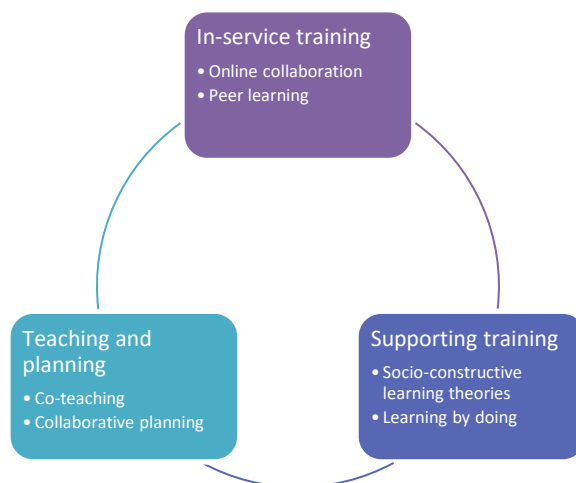 In-service training
• Online collaboration
• Peer learning
Teaching and
planning
• Co-teaching
• Collaborative planning
Supporting training
• Socio-constructive
learning theories
• Learning by doing